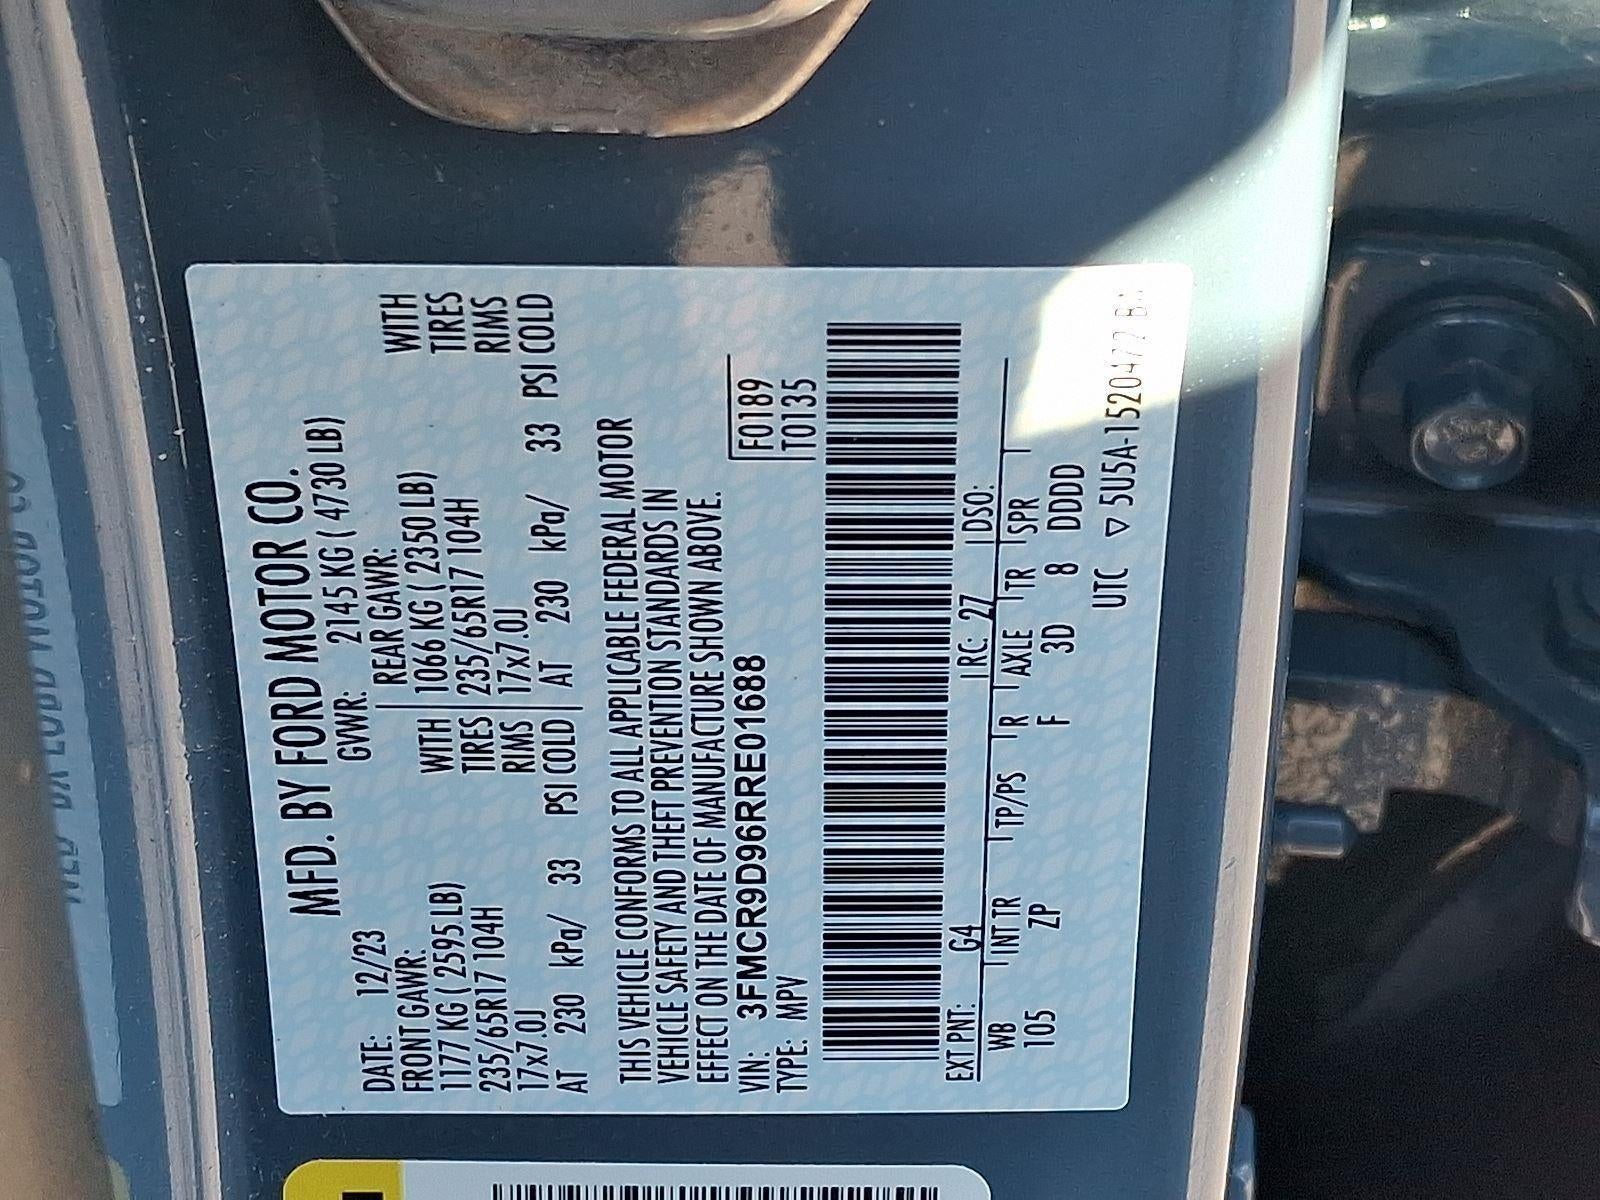 MFD. BY FORD MOTOR CO.
DATE: 12/23 GVWR: 2145 KG ( 4730 LB)
FRONT GAWR: REAR GAWR:
1177 KG ( 2595 LB) WITH 1066 KG ( 2350 LB) WITH
235/65R17 104H TIRES 235/65R17 104H TIRES
17x7.0J RIMS 17x7.0J RIMS
AT 230 kPa/ 33 PSI COLD AT 230 kPa/ 33 PSI COLD
THIS VEHICLE CONFORMS TO ALL APPLICABLE FEDERAL MOTOR
VEHICLE SAFETY AND THEFT PREVENTION STANDARDS IN
EFFECT ON THE DATE OF MANUFACTURE SHOWN ABOVE.
VIN: 3FMCR9D96RRE01688 F0189
TYPE: MPV T0135
EXT PNT: G4 RC: 27 DSO:
WB INT TR TP/PS R AXLE TR SPR
105 ZP F 3D 8 DDDD
UTC ▽ 5U5A-1520472